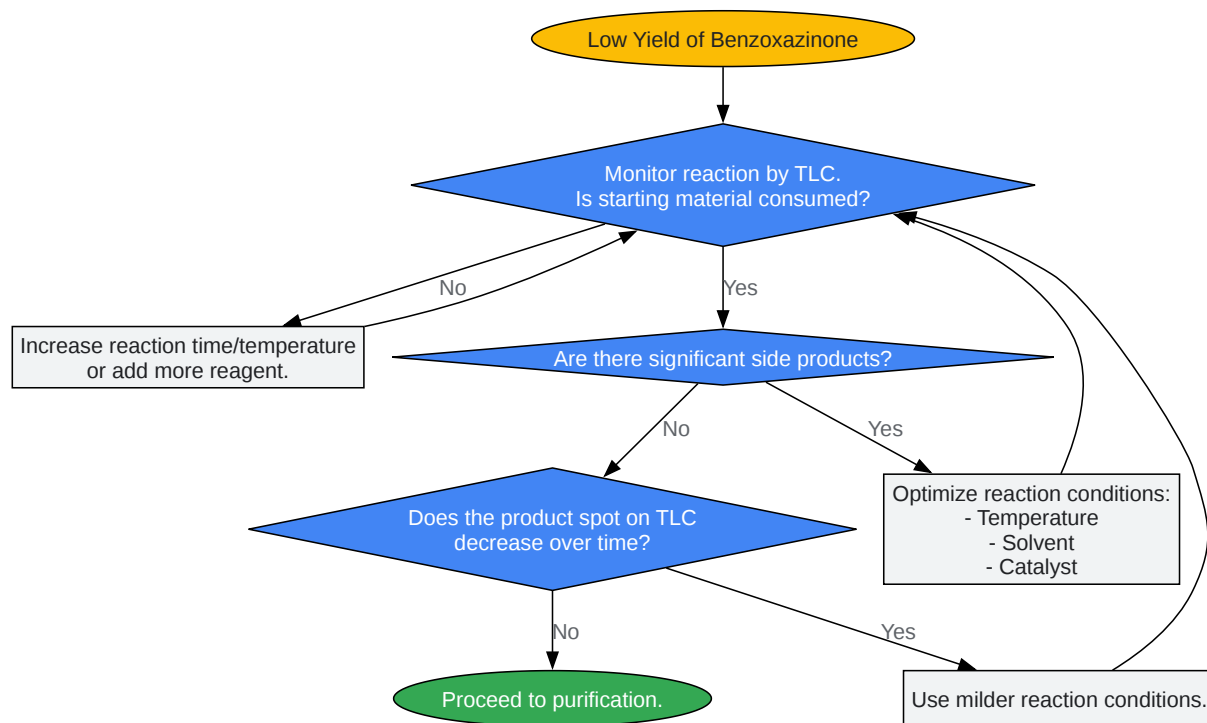 Low Yield of Benzoxazinone
Monitor reaction by TLC.
Is starting material consumed?
No
Yes
Increase reaction time/temperature
or add more reagent.
Are there significant side products?
No
Yes
Does the product spot on TLC
decrease over time?
Optimize reaction conditions:
- Temperature
- Solvent
- Catalyst
No
Yes
Proceed to purification.
Use milder reaction conditions.